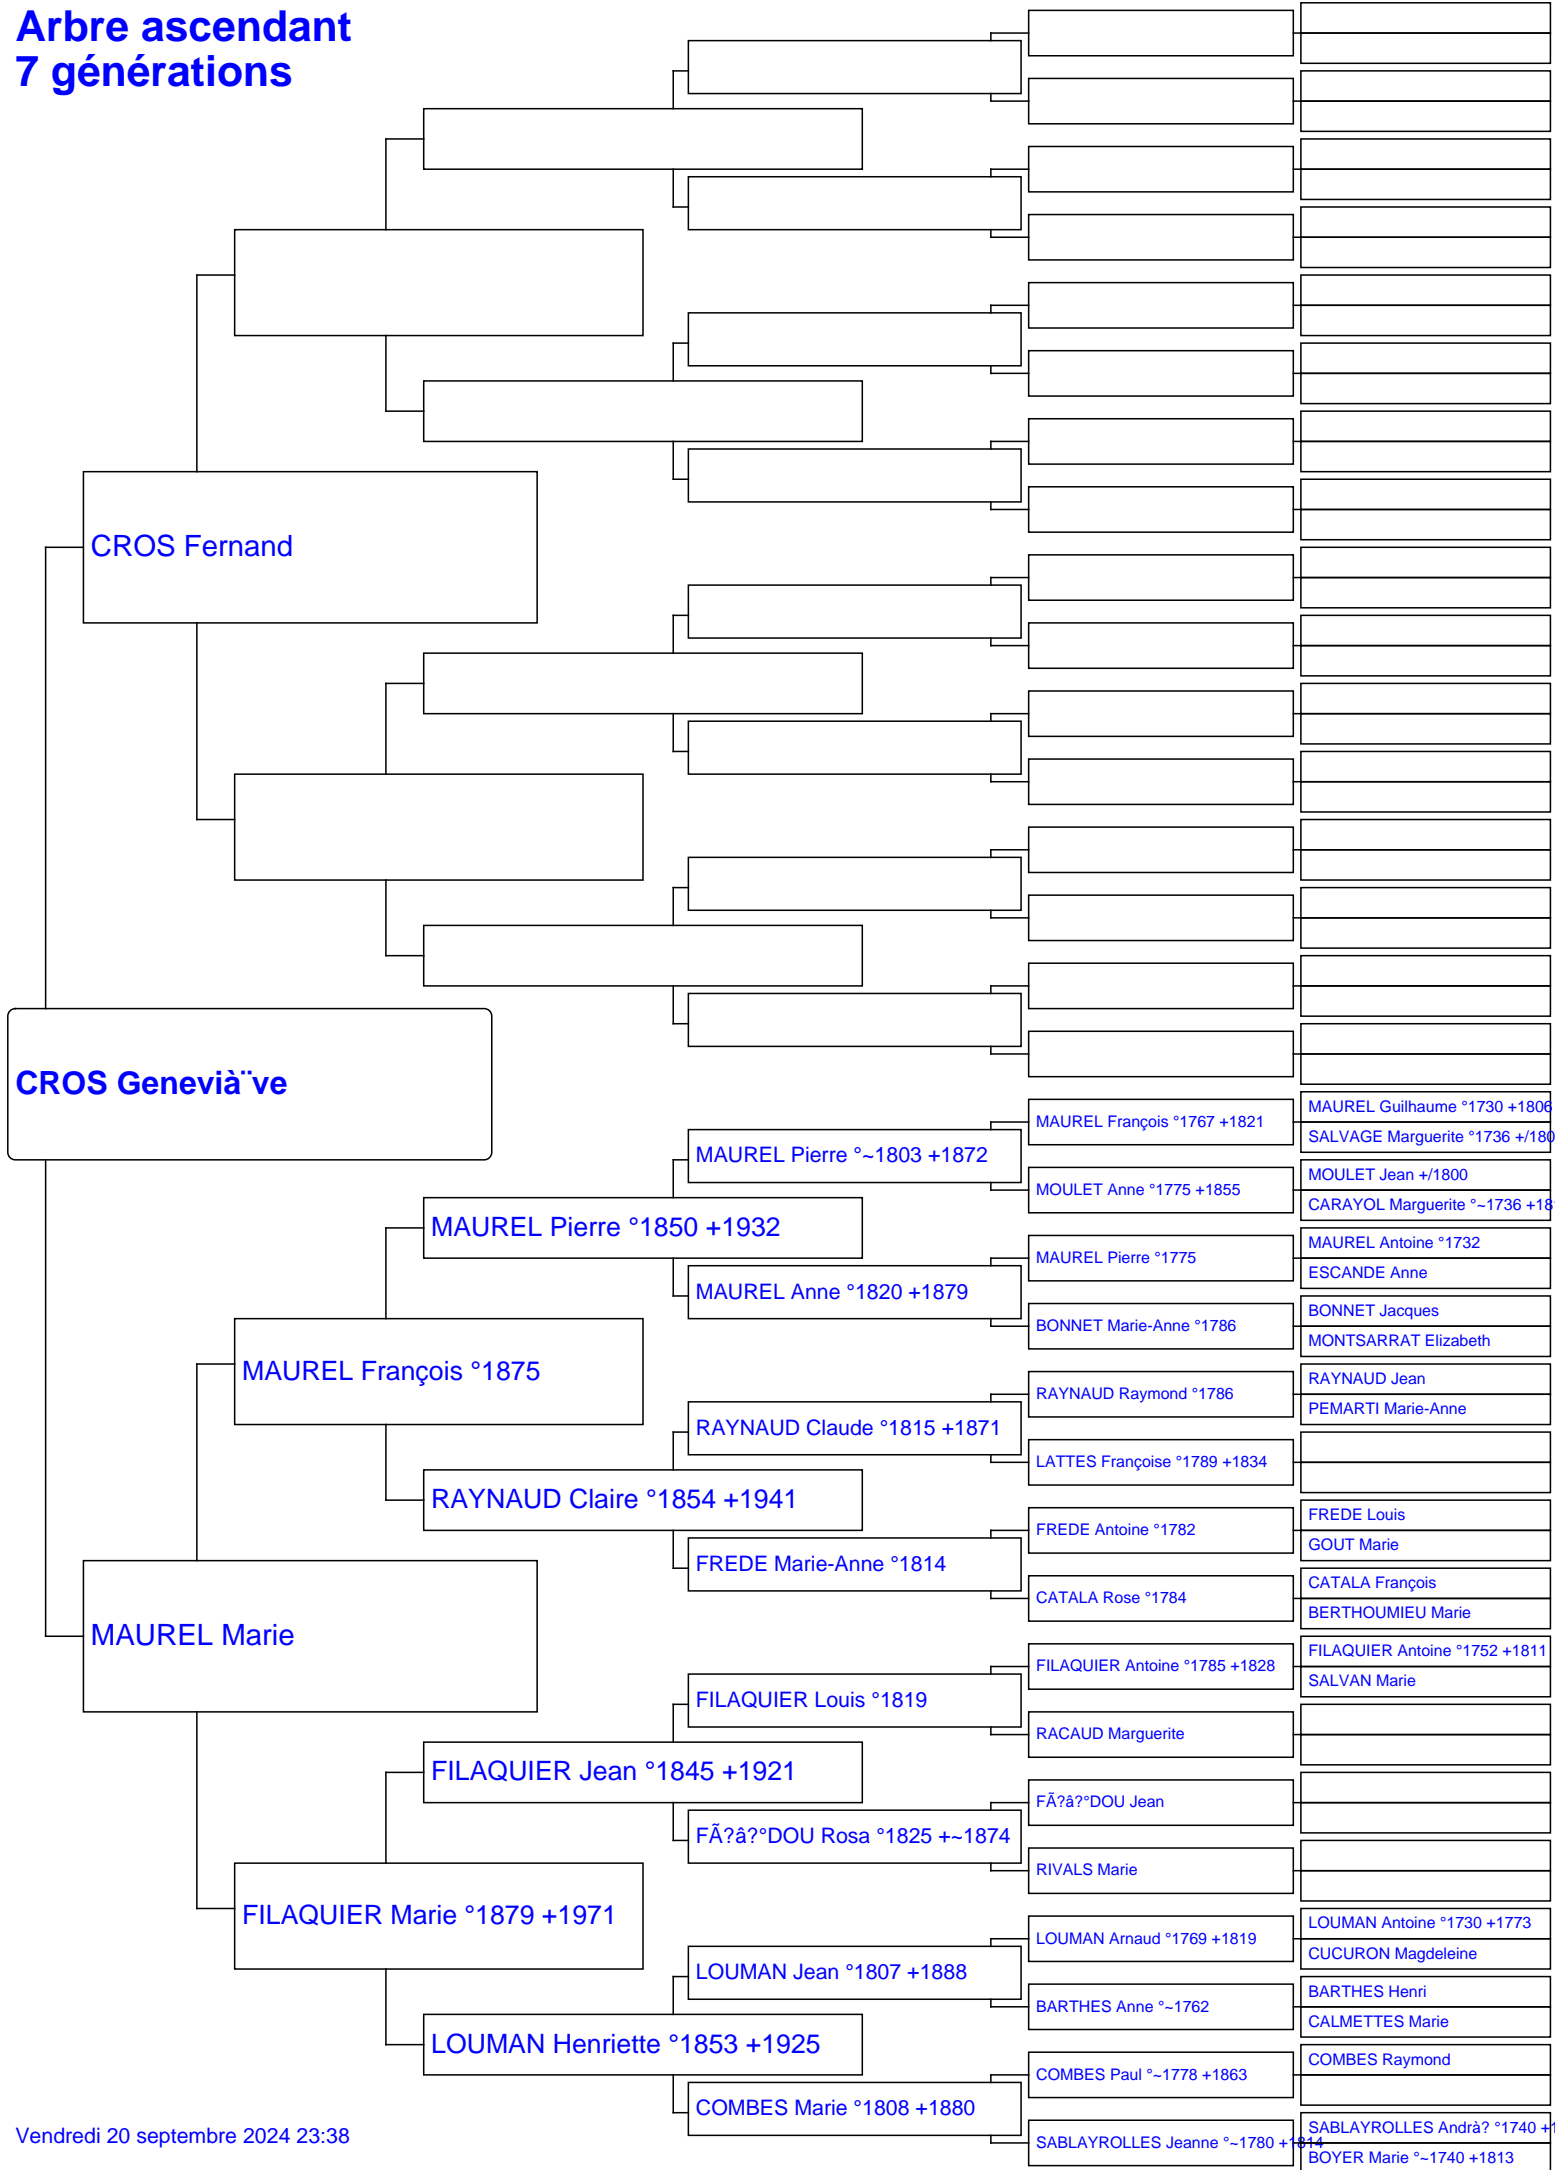 Arbre ascendant
7 générations
CROS Fernand
CROS Genevià¨ve
MAUREL Guilhaume °1730 +1806
MAUREL François °1767 +1821
SALVAGE Marguerite °1736 +/180
MAUREL Pierre °~1803 +1872
MOULET Jean +/1800
MOULET Anne °1775 +1855
CARAYOL Marguerite °~1736 +18
MAUREL Pierre °1850 +1932
MAUREL Antoine °1732
MAUREL Pierre °1775
ESCANDE Anne
MAUREL Anne °1820 +1879
BONNET Jacques
BONNET Marie-Anne °1786
MONTSARRAT Elizabeth
MAUREL François °1875
RAYNAUD Jean
RAYNAUD Raymond °1786
PEMARTI Marie-Anne
RAYNAUD Claude °1815 +1871
LATTES Françoise °1789 +1834
RAYNAUD Claire °1854 +1941
FREDE Louis
FREDE Antoine °1782
GOUT Marie
FREDE Marie-Anne °1814
CATALA François
CATALA Rose °1784
BERTHOUMIEU Marie
MAUREL Marie
FILAQUIER Antoine °1752 +1811
FILAQUIER Antoine °1785 +1828
SALVAN Marie
FILAQUIER Louis °1819
RACAUD Marguerite
FILAQUIER Jean °1845 +1921
FÃ?â?°DOU Jean
FÃ?â?°DOU Rosa °1825 +~1874
RIVALS Marie
FILAQUIER Marie °1879 +1971
LOUMAN Antoine °1730 +1773
LOUMAN Arnaud °1769 +1819
CUCURON Magdeleine
LOUMAN Jean °1807 +1888
BARTHES Henri
BARTHES Anne °~1762
CALMETTES Marie
LOUMAN Henriette °1853 +1925
COMBES Raymond
COMBES Paul °~1778 +1863
COMBES Marie °1808 +1880
SABLAYROLLES Andrà? °1740 +1
SABLAYROLLES Jeanne °~1780 +1814
BOYER Marie °~1740 +1813
Vendredi 20 septembre 2024 23:38